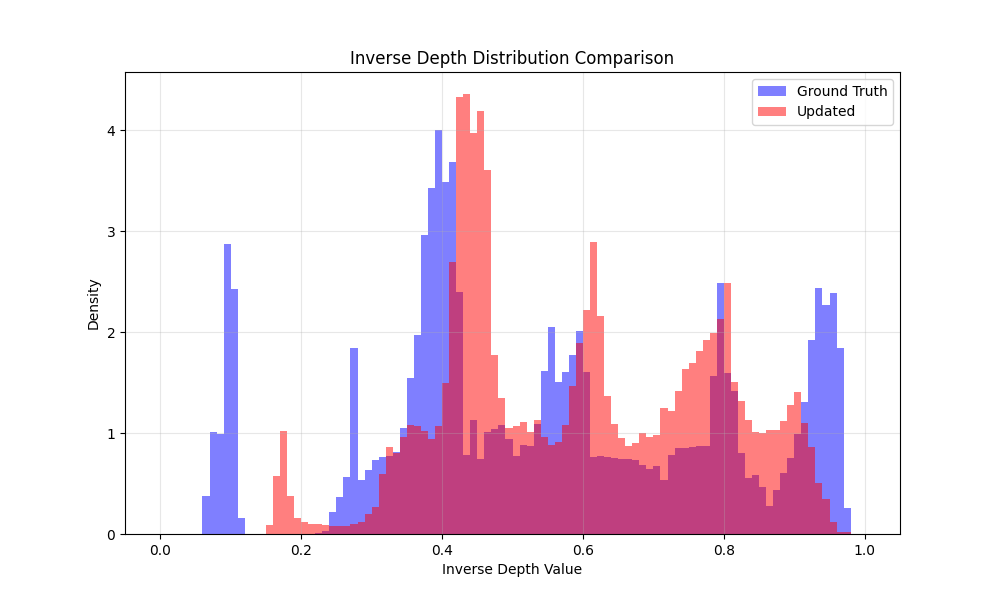 Inverse Depth Distribution Comparison
Ground Truth
Updated
Density
4
3
2
1
0
0.0 0.2 0.4 0.6 0.8 1.0
Inverse Depth Value